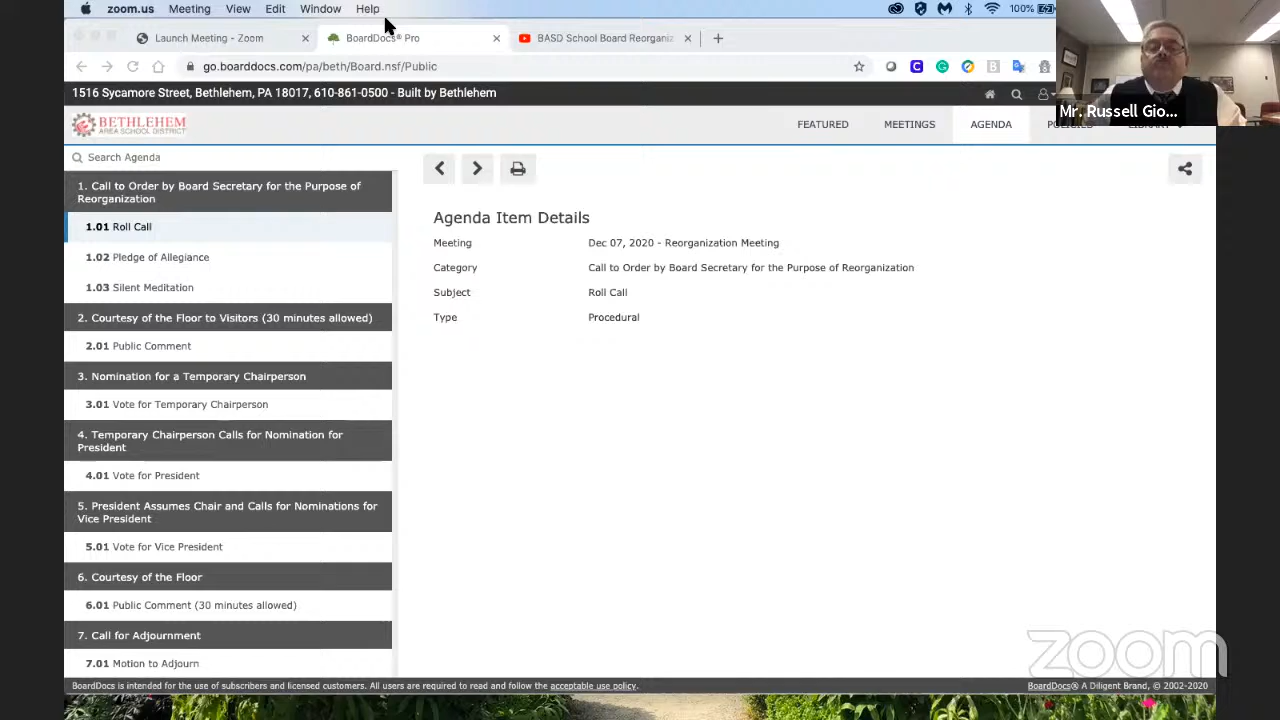 zoom.us Meeting View Edit Window Help 100%
Launch Meeting - Zoom BoardDocs® Pro BASD School Board Reorganiz
go.boarddocs.com/pa/beth/Board.nsf/Public
Mr. Russell Gio...
1516 Sycamore Street, Bethlehem, PA 18017, 610-861-0500 - Built by Bethlehem
BETHLEHEM
AREA SCHOOL DISTRICT
FEATURED MEETINGS AGENDA
Search Agenda
1. Call to Order by Board Secretary for the Purpose of
Reorganization
1.01 Roll Call
1.02 Pledge of Allegiance
1.03 Silent Meditation
2. Courtesy of the Floor to Visitors (30 minutes allowed)
2.01 Public Comment
3. Nomination for a Temporary Chairperson
3.01 Vote for Temporary Chairperson
4. Temporary Chairperson Calls for Nomination for
President
4.01 Vote for President
5. President Assumes Chair and Calls for Nominations for
Vice President
5.01 Vote for Vice President
6. Courtesy of the Floor
6.01 Public Comment (30 minutes allowed)
7. Call for Adjournment
7.01 Motion to Adjourn
Agenda Item Details
Meeting Dec 07, 2020 - Reorganization Meeting
Category Call to Order by Board Secretary for the Purpose of Reorganization
Subject Roll Call
Type Procedural
zoom
BoardDocs is intended for the use of subscribers and licensed customers. All users are required to read and follow the acceptable use policy.
BoardDocs® A Diligent Brand, © 2002-2020